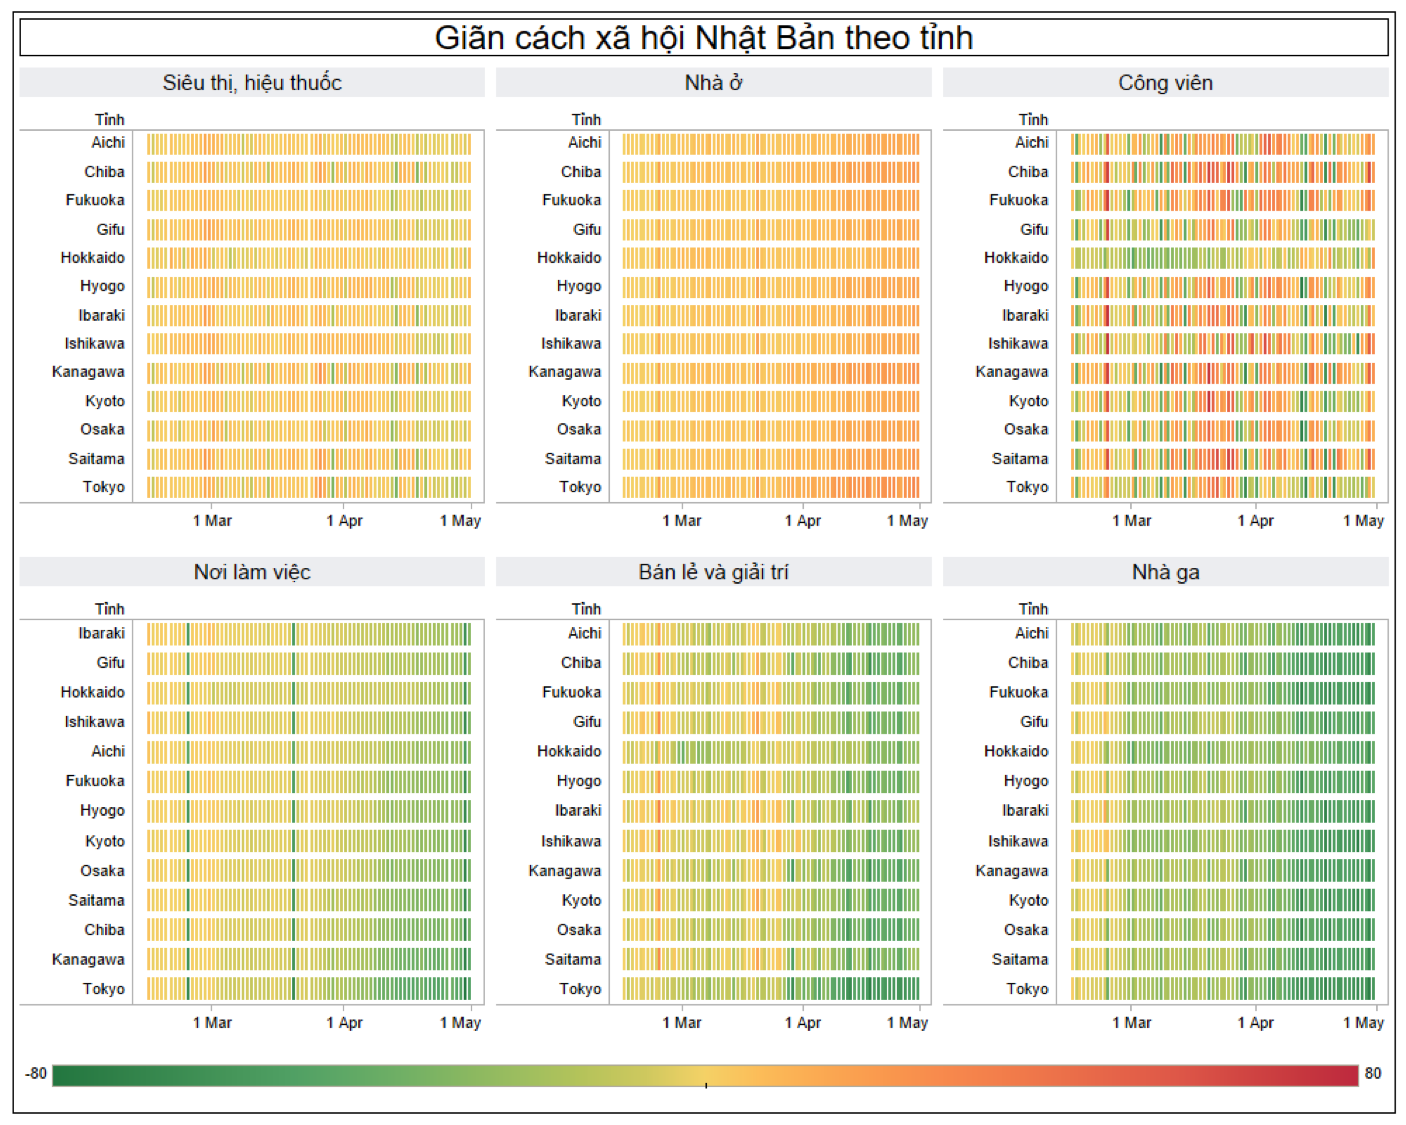 Giãn cách xã hội Nhật Bản theo tỉnh
Siêu thị, hiệu thuốc
Tỉnh
Aichi
Chiba
Fukuoka
Gifu
Hokkaido
Hyogo
Ibaraki
Ishikawa
Kanagawa
Kyoto
Osaka
Saitama
Tokyo
1 Mar 1 Apr 1 May
Nhà ở
Tỉnh
Aichi
Chiba
Fukuoka
Gifu
Hokkaido
Hyogo
Ibaraki
Ishikawa
Kanagawa
Kyoto
Osaka
Saitama
Tokyo
1 Mar 1 Apr 1 May
Công viên
Tỉnh
Aichi
Chiba
Fukuoka
Gifu
Hokkaido
Hyogo
Ibaraki
Ishikawa
Kanagawa
Kyoto
Osaka
Saitama
Tokyo
1 Mar 1 Apr 1 May
Nơi làm việc
Tỉnh
Ibaraki
Gifu
Hokkaido
Ishikawa
Aichi
Fukuoka
Hyogo
Kyoto
Osaka
Saitama
Chiba
Kanagawa
Tokyo
1 Mar 1 Apr 1 May
Bán lẻ và giải trí
Tỉnh
Aichi
Chiba
Fukuoka
Gifu
Hokkaido
Hyogo
Ibaraki
Ishikawa
Kanagawa
Kyoto
Osaka
Saitama
Tokyo
1 Mar 1 Apr 1 May
Nhà ga
Tỉnh
Aichi
Chiba
Fukuoka
Gifu
Hokkaido
Hyogo
Ibaraki
Ishikawa
Kanagawa
Kyoto
Osaka
Saitama
Tokyo
1 Mar 1 Apr 1 May
-80 80